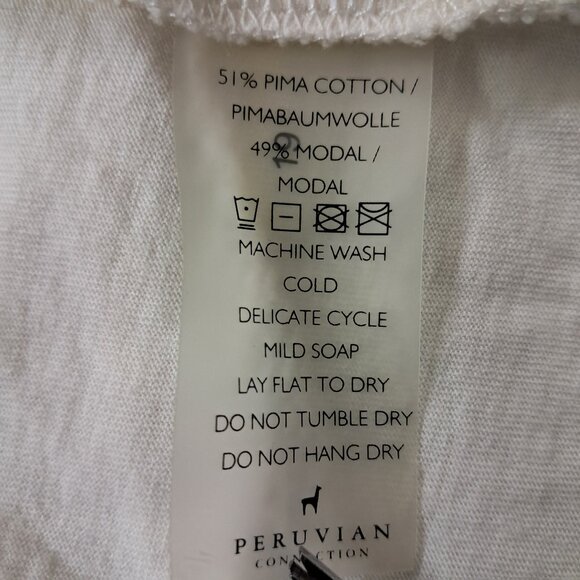 51% PIMA COTTON /
PIMABAUMWOLLE
49% MODAL /
MODAL
MACHINE WASH
COLD
DELICATE CYCLE
MILD SOAP
LAY FLAT TO DRY
DO NOT TUMBLE DRY
DO NOT HANG DRY
PERUVIAN